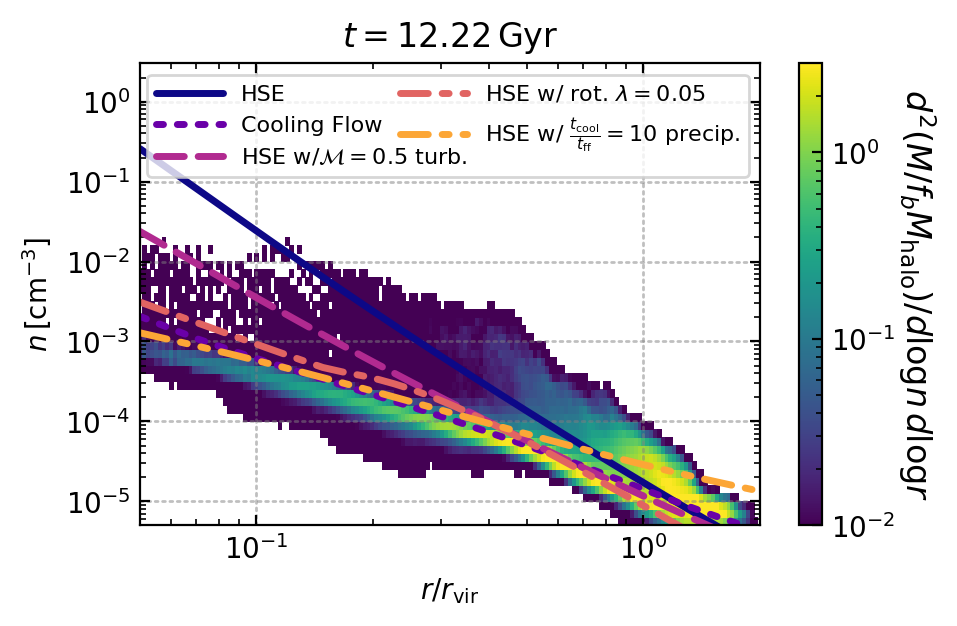 t = 12.22 Gyr
HSE
Cooling Flow
HSE w/ℳ = 0.5 turb.
HSE w/ rot. λ = 0.05
HSE w/ t_cool/t_ff = 10 precip.
10^0
10^-1
10^-2
10^-3
10^-4
10^-5
n [cm^-3]
10^-1
10^0
r/r_vir
10^0
10^-1
10^-2
d^2(M/f_b M_halo)/dlogn dlogr